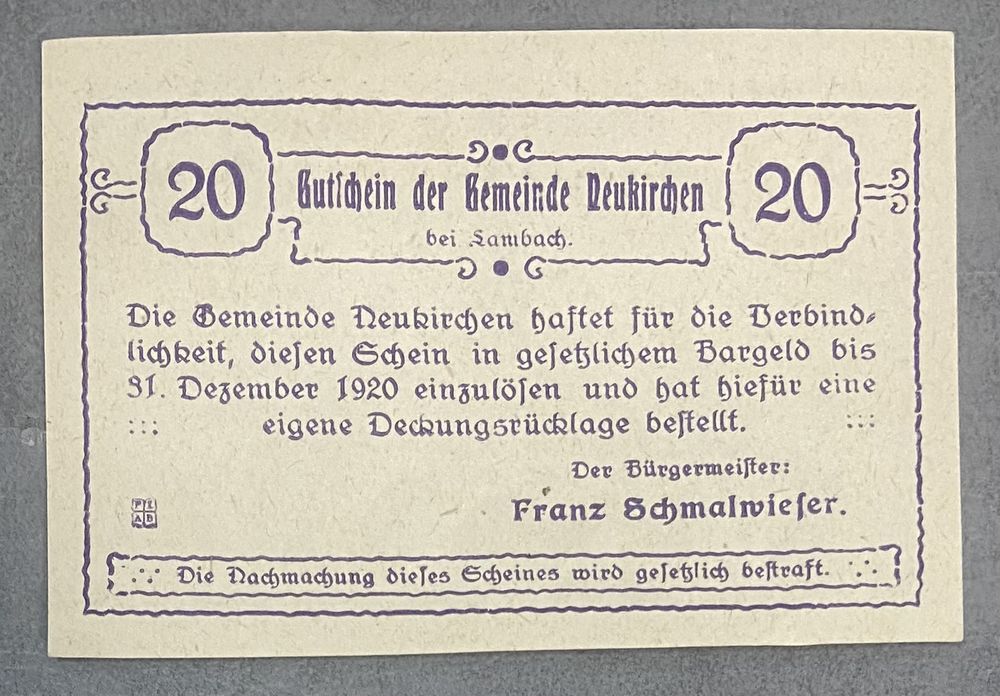 20
Gutschein der Gemeinde Neukirchen
20
bei Lambach.
Die Gemeinde Neukirchen haftet für die Verbind-
lichkeit, diesen Schein in gesetzlichem Bargeld bis
31. Dezember 1920 einzulösen und hat hiefür eine
::: eigene Deckungsrücklage bestellt. :::
Der Bürgermeister:
Franz Schmalwieser.
Die Nachmachung dieses Scheines wird gesetzlich bestraft.